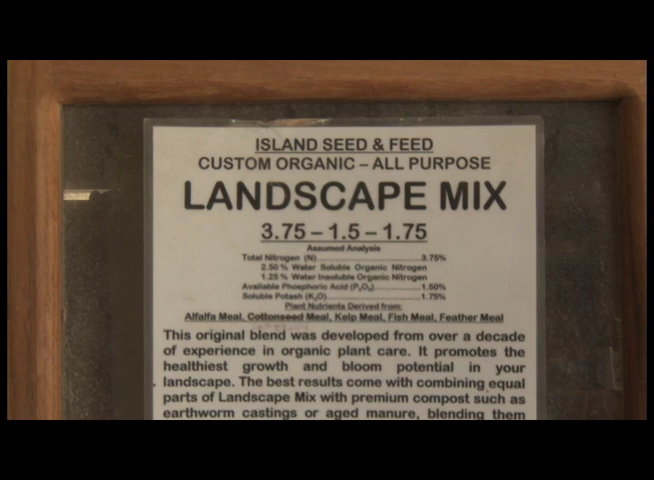 ISLAND SEED & FEED
CUSTOM ORGANIC – ALL PURPOSE
LANDSCAPE MIX
3.75 – 1.5 – 1.75
Assumed Analysis
Total Nitrogen (N)....................................3.75%
2.50 % Water Soluble Organic Nitrogen
1.25 % Water Insoluble Organic Nitrogen
Available Phosphoric Acid (P₂O₅)......................1.50%
Soluble Potash (K₂O)................................1.75%
Plant Nutrients Derived from:
Alfalfa Meal, Cottonseed Meal, Kelp Meal, Fish Meal, Feather Meal
This original blend was developed from over a decade
of experience in organic plant care. It promotes the
healthiest growth and bloom potential in your
landscape. The best results come with combining equal
parts of Landscape Mix with premium compost such as
earthworm castings or aged manure, blending them